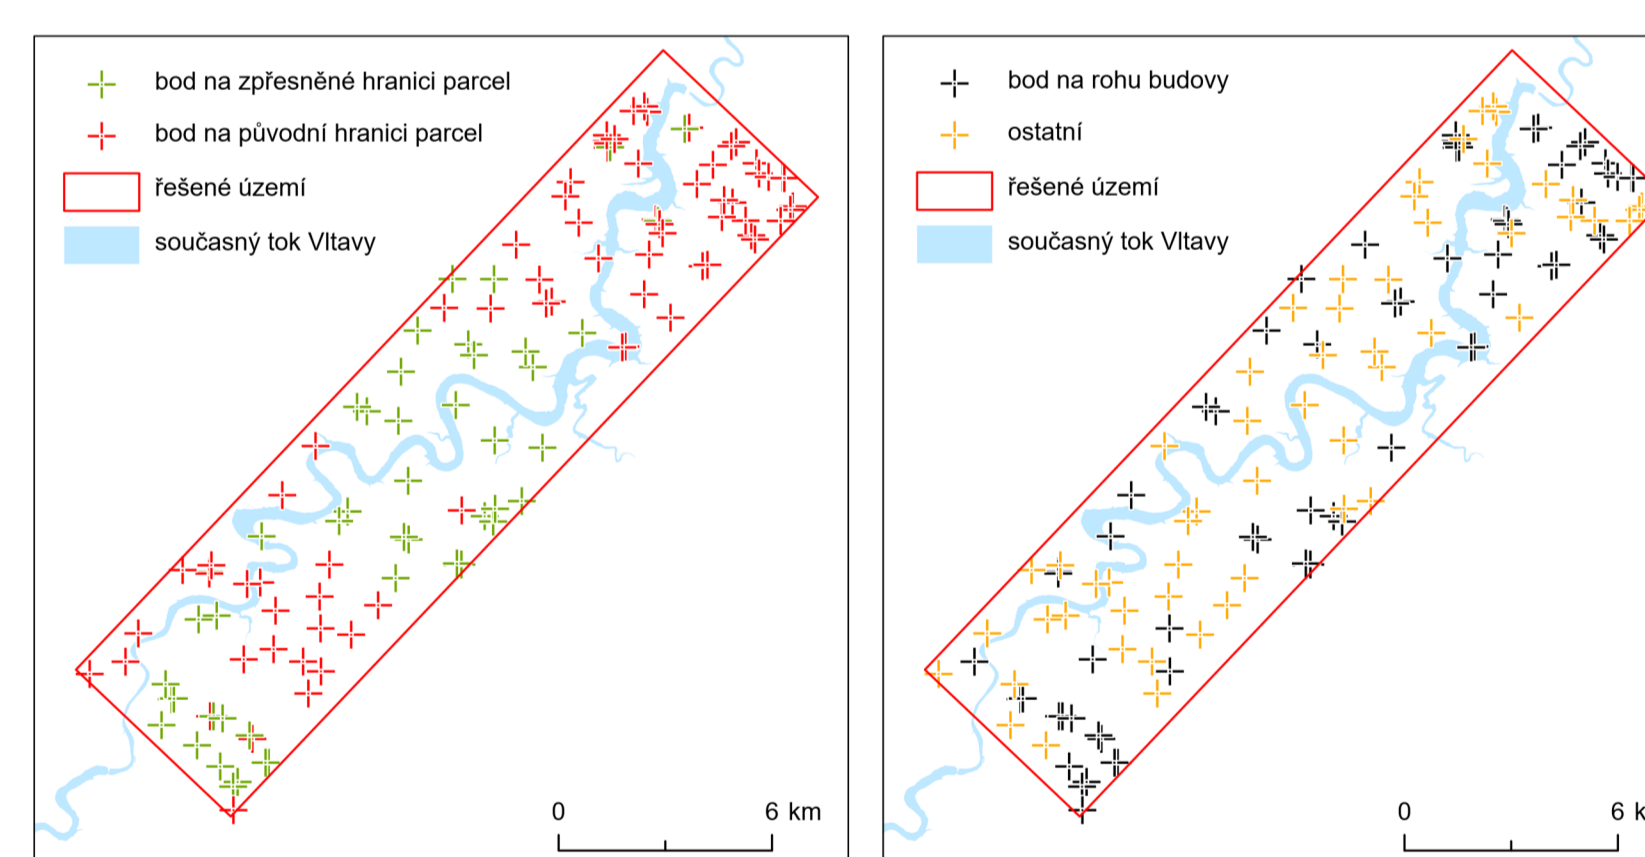 bod na zpřesněné hranici parcel
bod na původní hranici parcel
řešené území
současný tok Vltavy
0 6 km
bod na rohu budovy
ostatní
řešené území
současný tok Vltavy
0 6 k